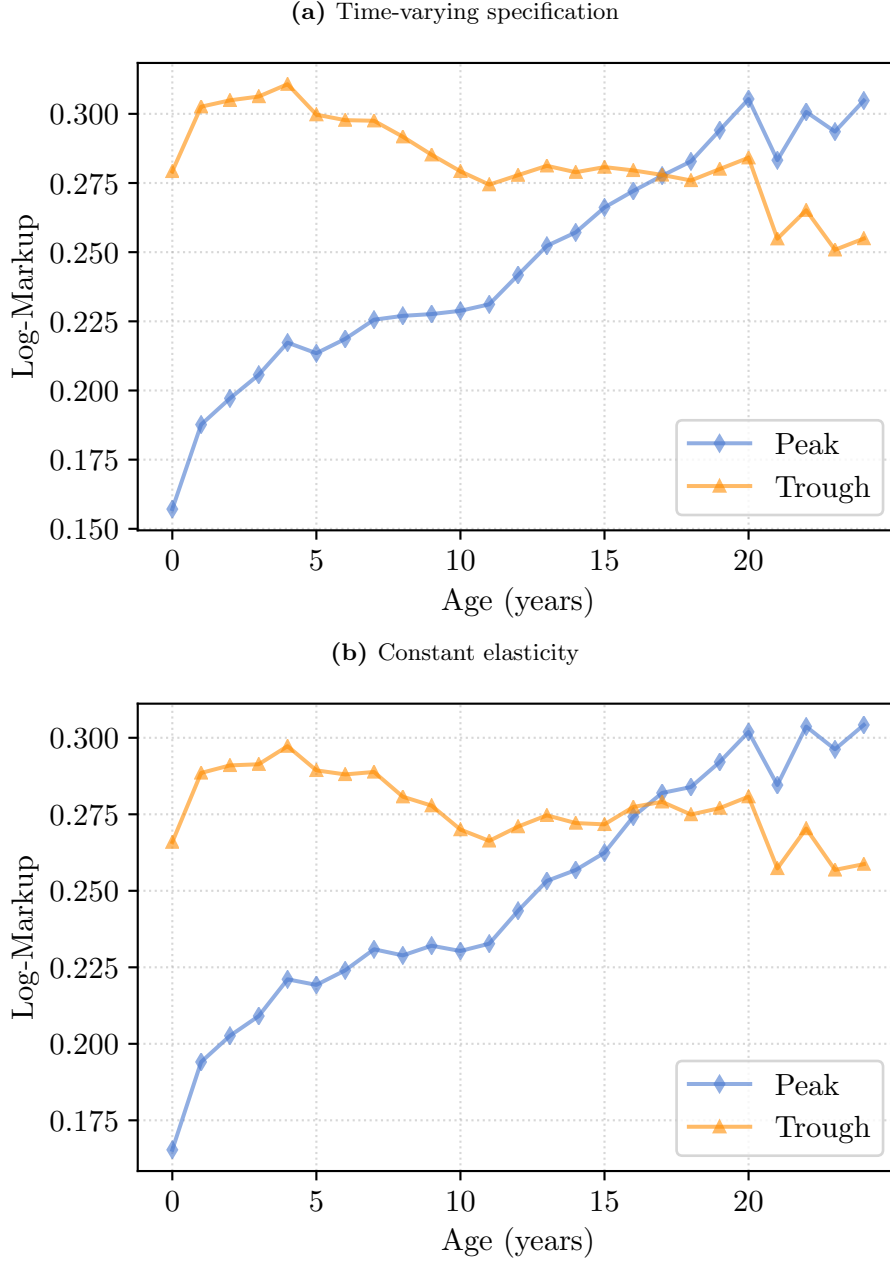 (a) Time-varying specification
0.300
0.275
0.250
0.225
0.200
0.175
0.150
Log-Markup
Peak
Trough
0 5 10 15 20
Age (years)
(b) Constant elasticity
0.300
0.275
0.250
0.225
0.200
0.175
Log-Markup
Peak
Trough
0 5 10 15 20
Age (years)